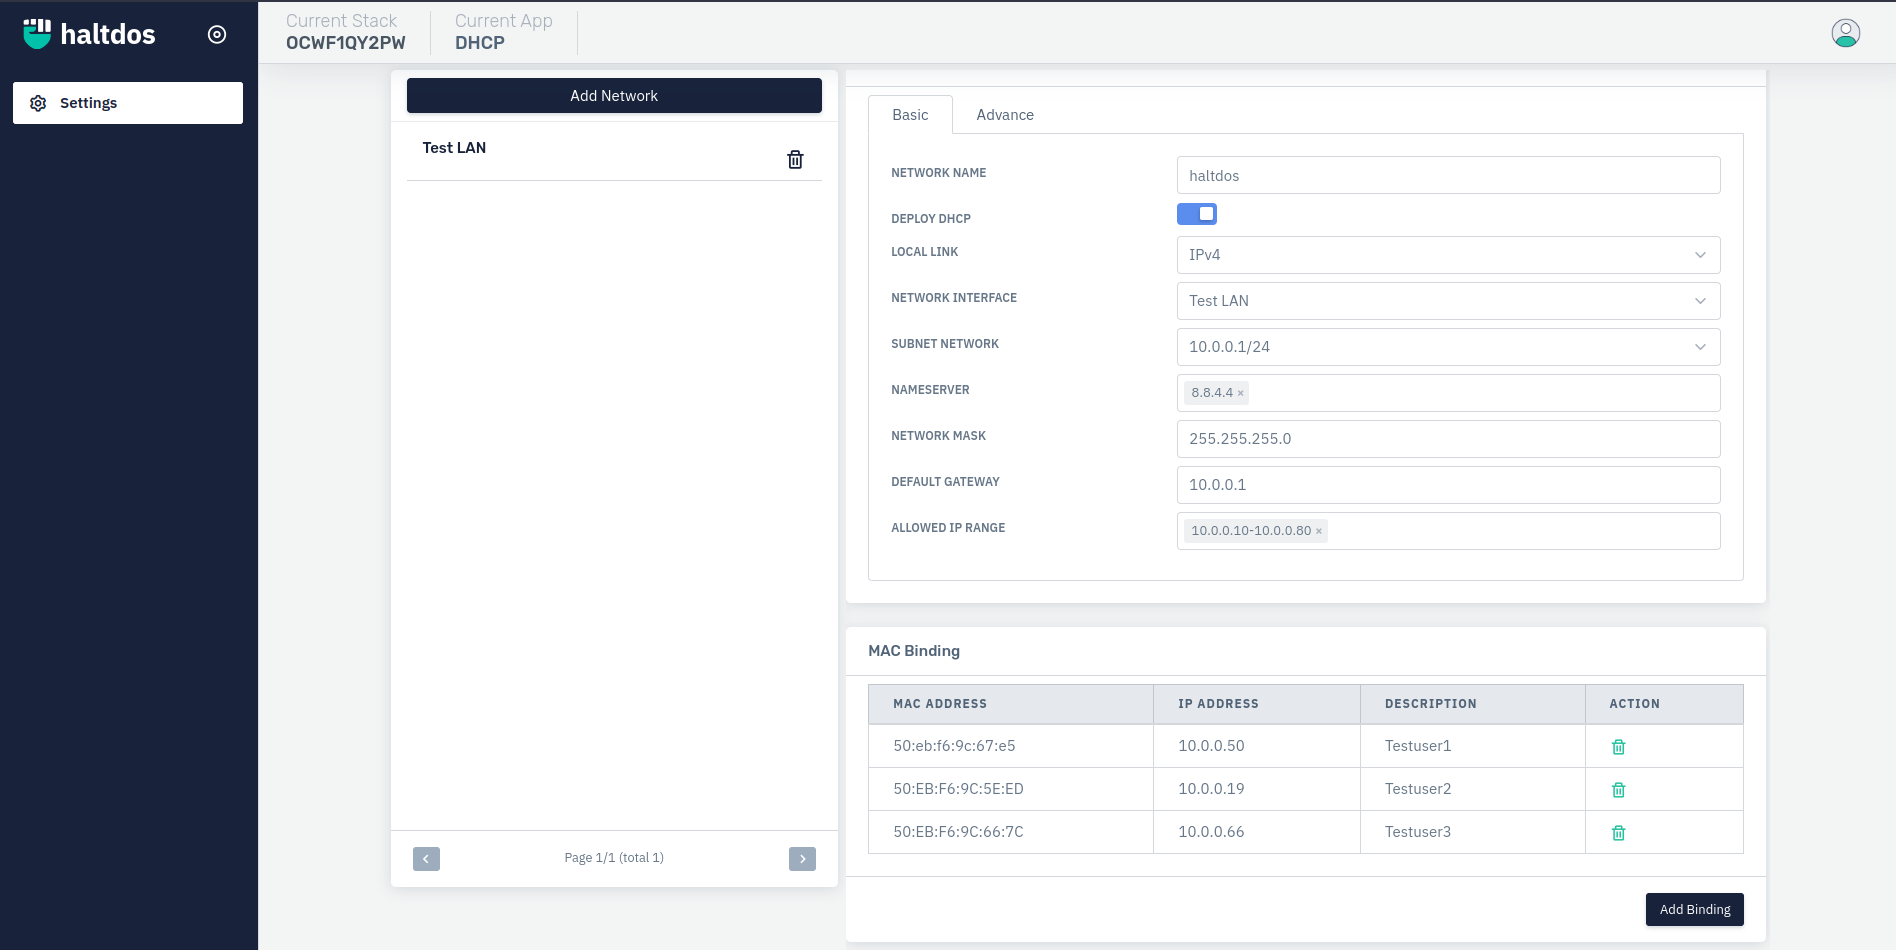 haltdos
Current Stack
OCWF1QY2PW
Current App
DHCP
Settings
Add Network
Test LAN
Page 1/1 (total 1)
Basic
Advance
NETWORK NAME
haltdos
DEPLOY DHCP
LOCAL LINK
IPv4
NETWORK INTERFACE
Test LAN
SUBNET NETWORK
10.0.0.1/24
NAMESERVER
8.8.4.4 ×
NETWORK MASK
255.255.255.0
DEFAULT GATEWAY
10.0.0.1
ALLOWED IP RANGE
10.0.0.10-10.0.0.80 ×
MAC Binding
MAC ADDRESS IP ADDRESS DESCRIPTION ACTION
50:eb:f6:9c:67:e5 10.0.0.50 Testuser1
50:EB:F6:9C:5E:ED 10.0.0.19 Testuser2
50:EB:F6:9C:66:7C 10.0.0.66 Testuser3
Add Binding